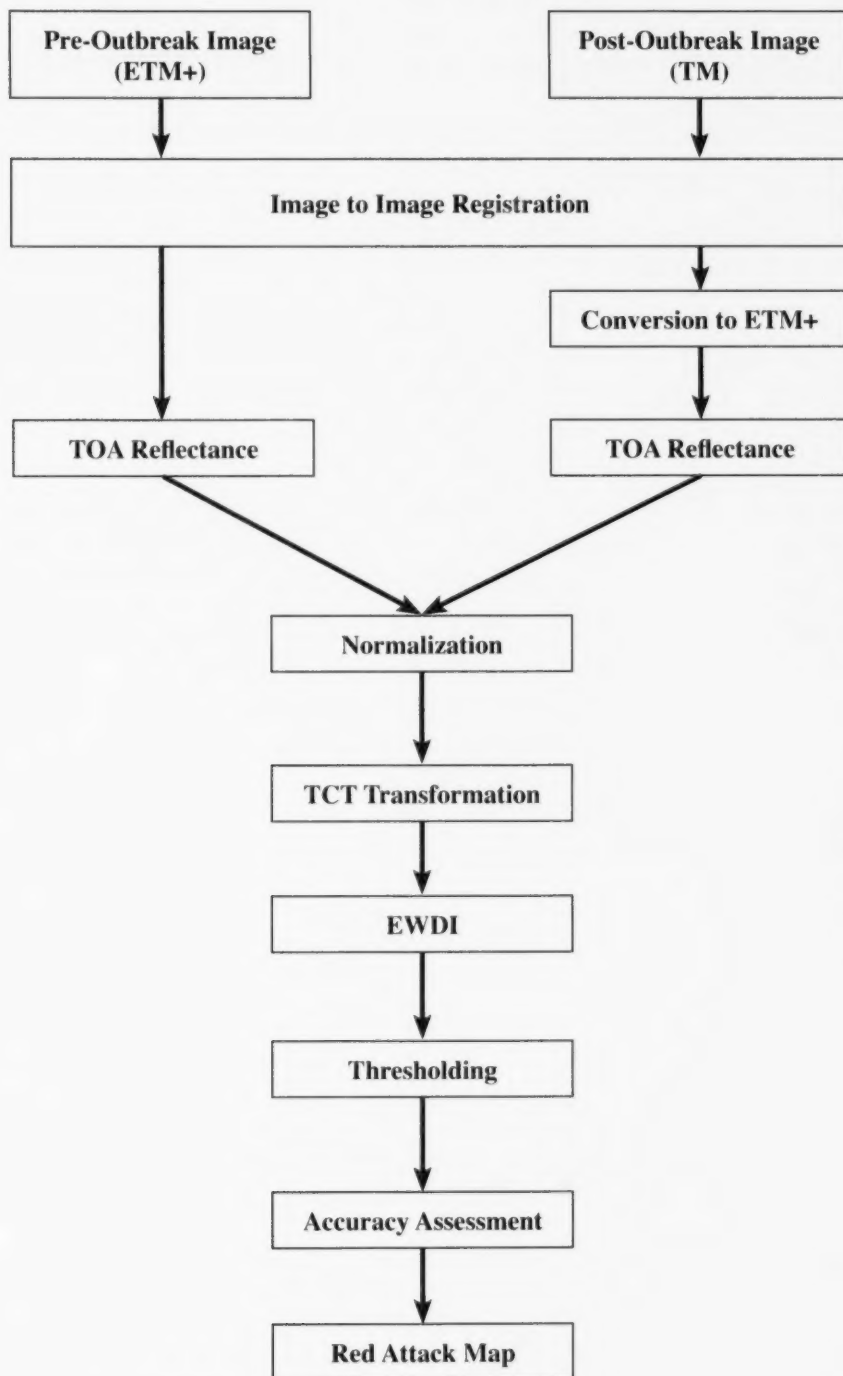 Pre-Outbreak Image
(ETM+)
Post-Outbreak Image
(TM)
Image to Image Registration
Conversion to ETM+
TOA Reflectance
TOA Reflectance
Normalization
TCT Transformation
EWDI
Thresholding
Accuracy Assessment
Red Attack Map